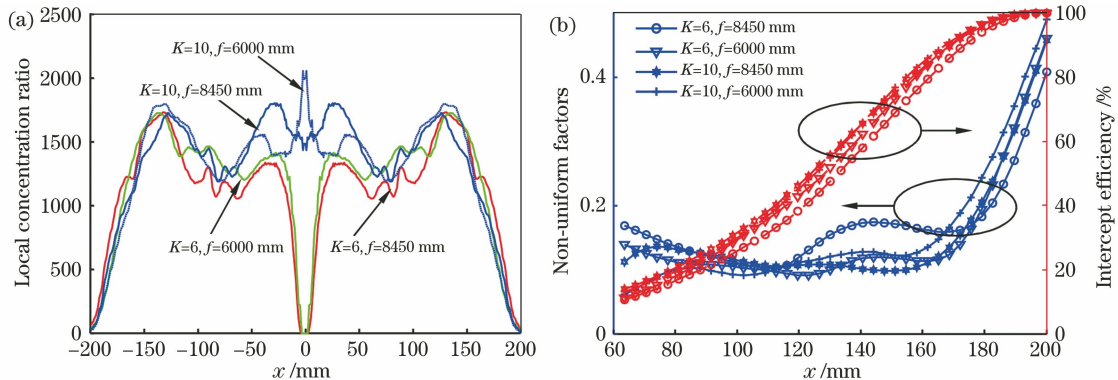 (a)
2500
2000
1500
1000
500
0
Local concentration ratio
K=10, f=6000 mm
K=10, f=8450 mm
K=6, f=6000 mm
K=6, f=8450 mm
-200 -150 -100 -50 0 50 100 150 200
x /mm
(b)
K=6, f=8450 mm
K=6, f=6000 mm
K=10, f=8450 mm
K=10, f=6000 mm
0.4
0.2
0
Non-uniform factors
100
80
60
40
20
0
Intercept efficiency /%
60 80 100 120 140 160 180 200
x /mm